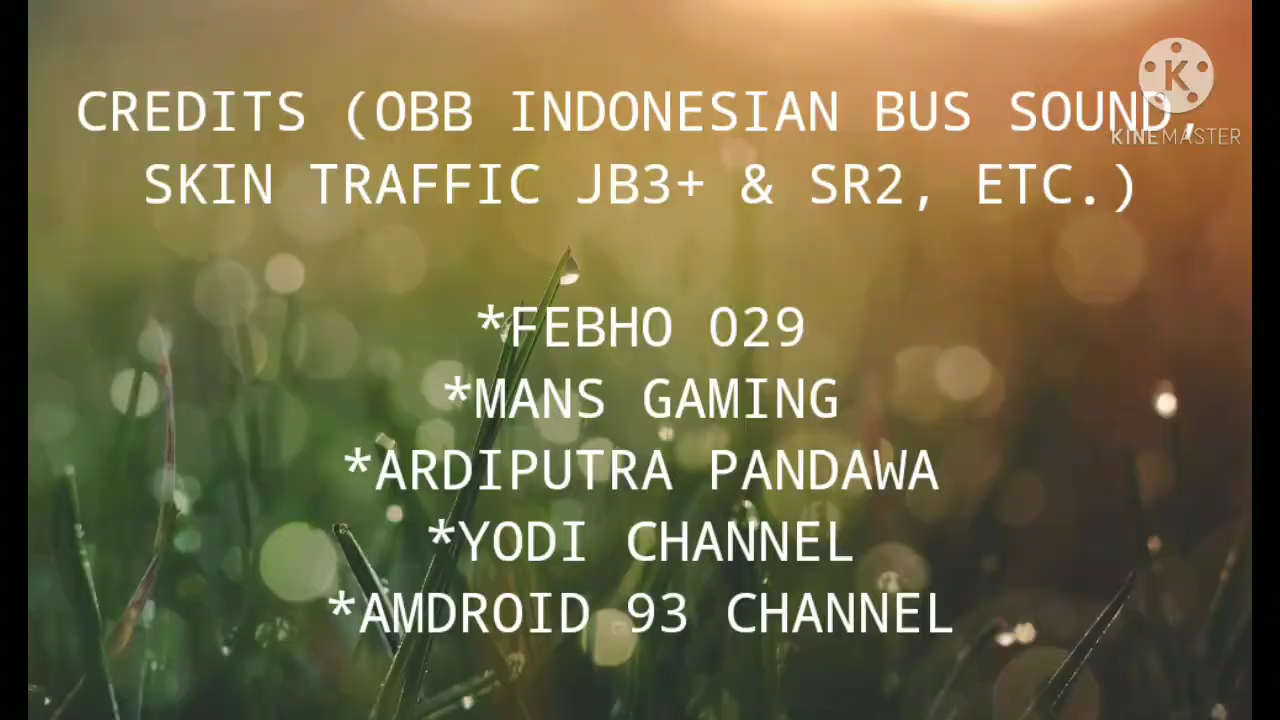 CREDITS (OBB INDONESIAN BUS SOUND,
SKIN TRAFFIC JB3+ & SR2, ETC.)
*FEBHO 029
*MANS GAMING
*ARDIPUTRA PANDAWA
*YODI CHANNEL
*AMDROID 93 CHANNEL
K
KINEMASTER